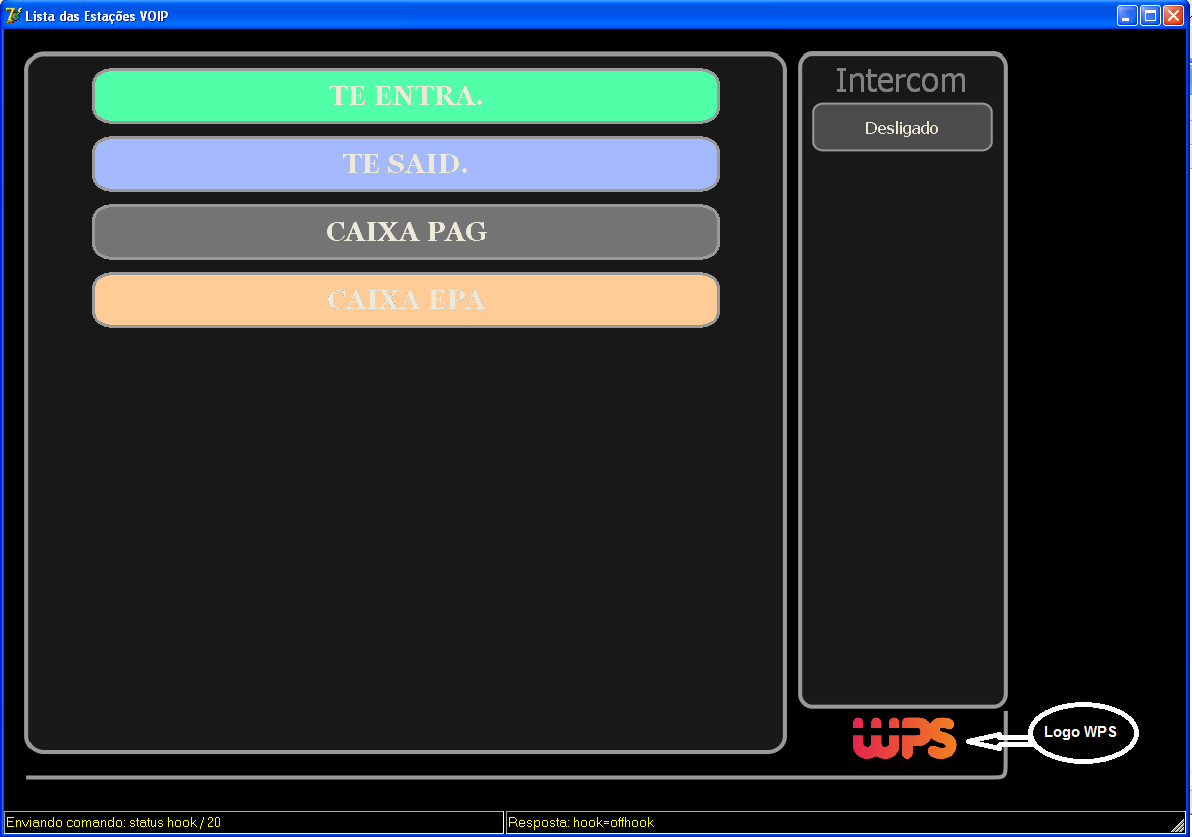 Lista das Estações VOIP
TE ENTRA.
TE SAID.
CAIXA PAG
CAIXA EPA
Intercom
Desligado
WPS
Logo WPS
Enviando comando: status hook / 20
Resposta: hook=offhook